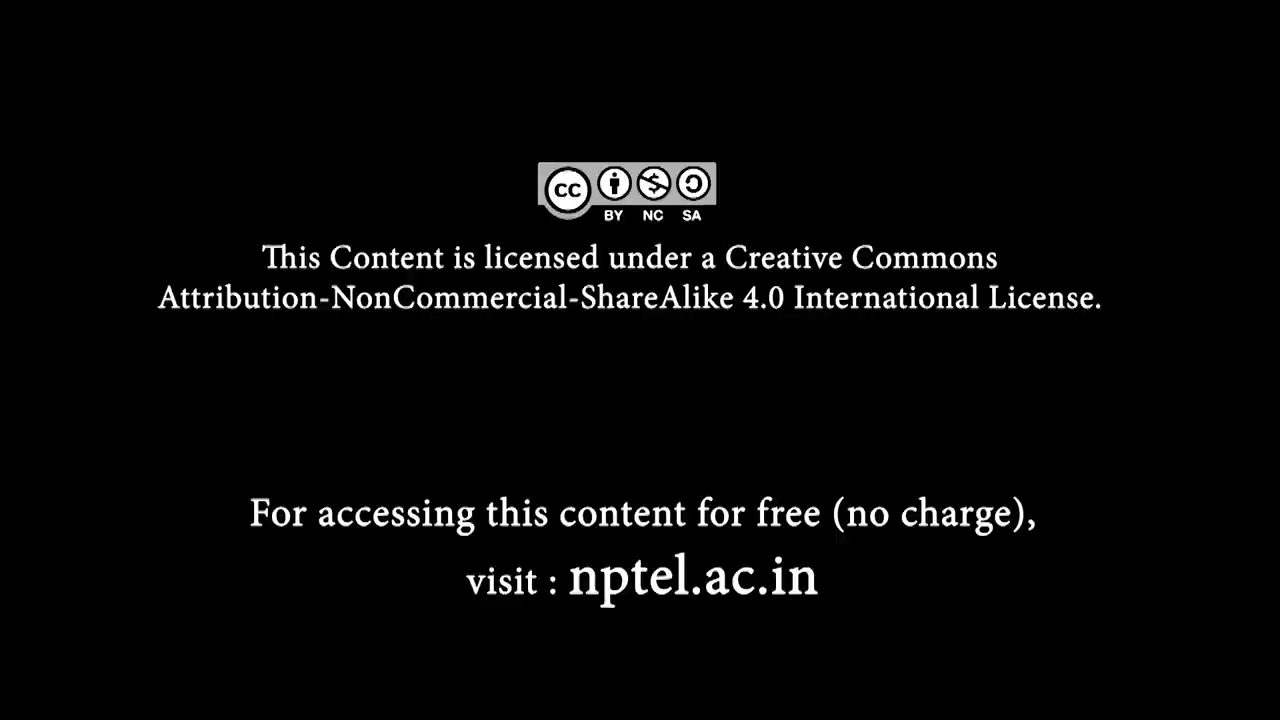 CC BY NC SA
This Content is licensed under a Creative Commons
Attribution-NonCommercial-ShareAlike 4.0 International License.
For accessing this content for free (no charge),
visit : nptel.ac.in